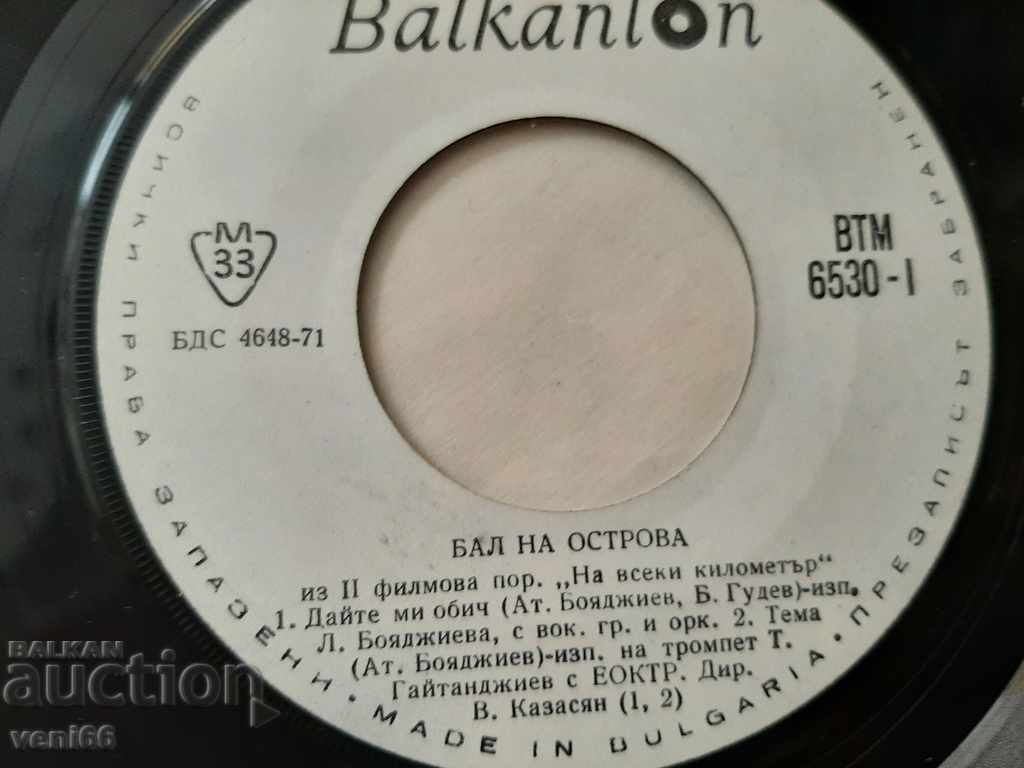 Balkanton
ВСИЧКИ ПРАВА ЗАПАЗЕНИ • MADE IN BULGARIA • ПРЕЗАПИСЪТ ЗАБРАНЕН
M
33
БДС 4648-71
ВТМ
6530-I
БАЛ НА ОСТРОВА
из II филмова пор. „На всеки километър“
1. Дайте ми обич (Ат. Бояджиев, Б. Гудев)-изп.
Л. Бояджиева, с вок. гр. и орк. 2. Тема
(Ат. Бояджиев)-изп. на тромпет Т.
Гайтанджиев с ЕОКТР. Дир.
В. Казасян (1, 2)
BALKAN
auction
veni66